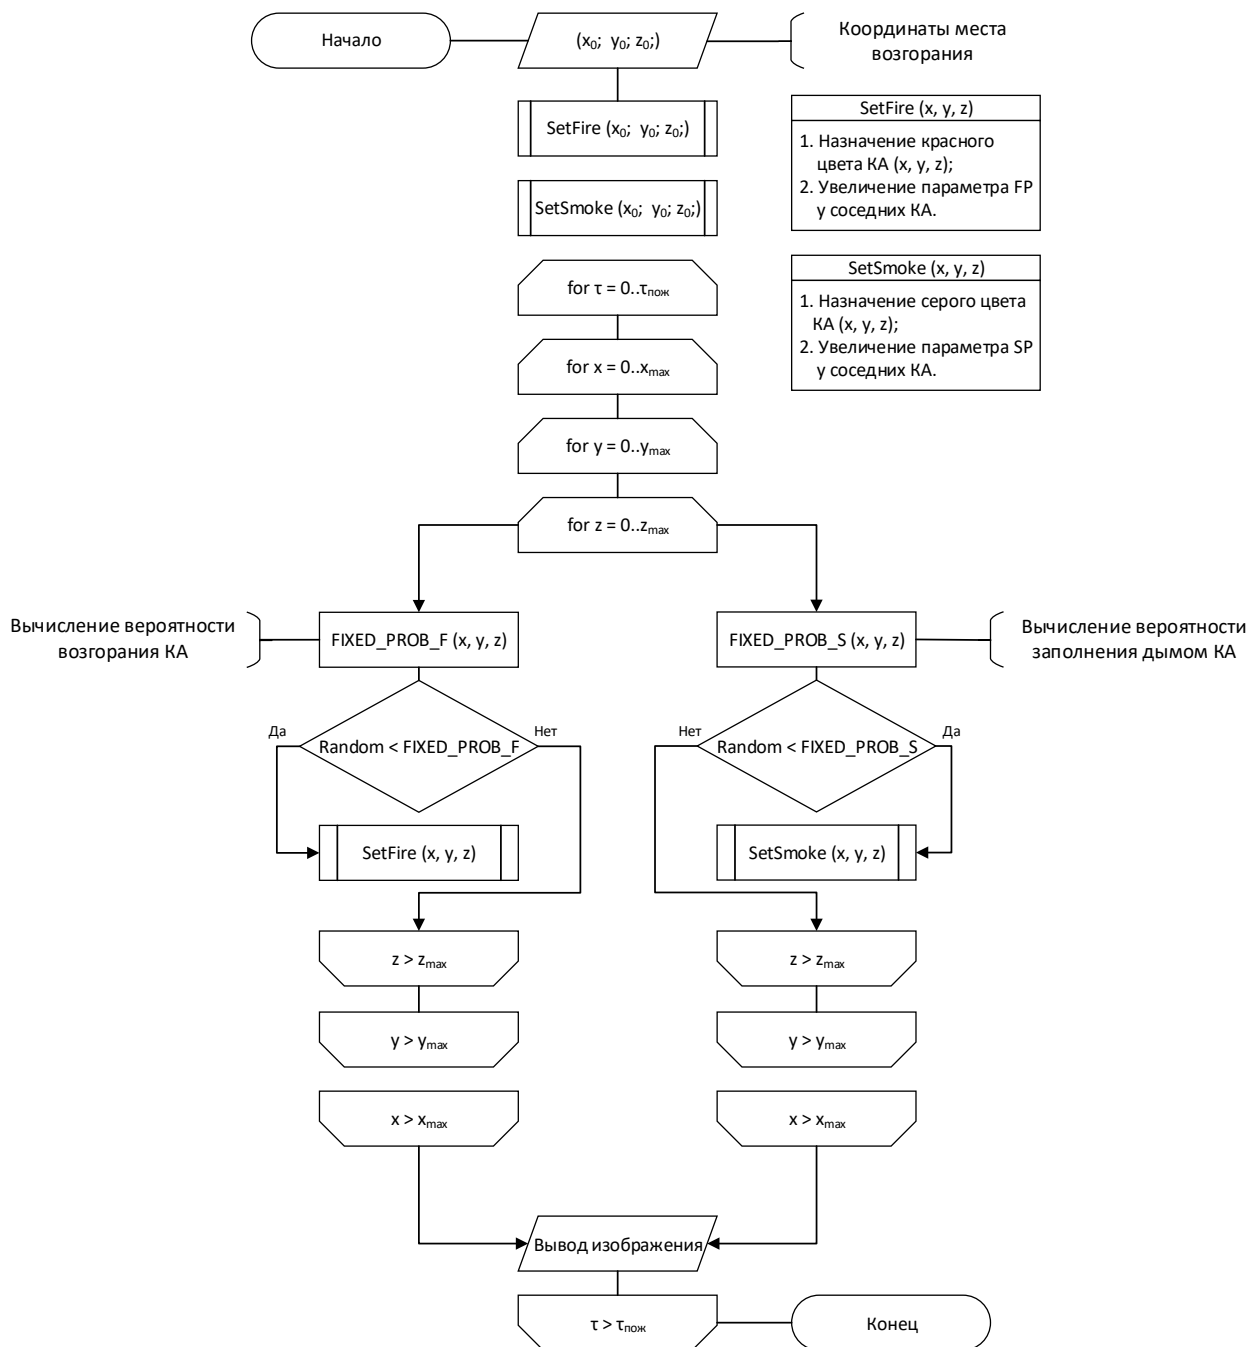 Начало
(x₀; y₀; z₀;)
Координаты места
возгорания
SetFire (x₀; y₀; z₀;)
SetFire (x, y, z)
1. Назначение красного
цвета КА (x, y, z);
2. Увеличение параметра FP
у соседних КА.
SetSmoke (x₀; y₀; z₀;)
SetSmoke (x, y, z)
1. Назначение серого цвета
КА (x, y, z);
2. Увеличение параметра SP
у соседних КА.
for τ = 0..τпож
for x = 0..xmax
for y = 0..ymax
for z = 0..zmax
Вычисление вероятности
возгорания КА
FIXED_PROB_F (x, y, z)
FIXED_PROB_S (x, y, z)
Вычисление вероятности
заполнения дымом КА
Да
Random < FIXED_PROB_F
Нет
Нет
Random < FIXED_PROB_S
Да
SetFire (x, y, z)
SetSmoke (x, y, z)
z > zmax
z > zmax
y > ymax
y > ymax
x > xmax
x > xmax
Вывод изображения
τ > τпож
Конец